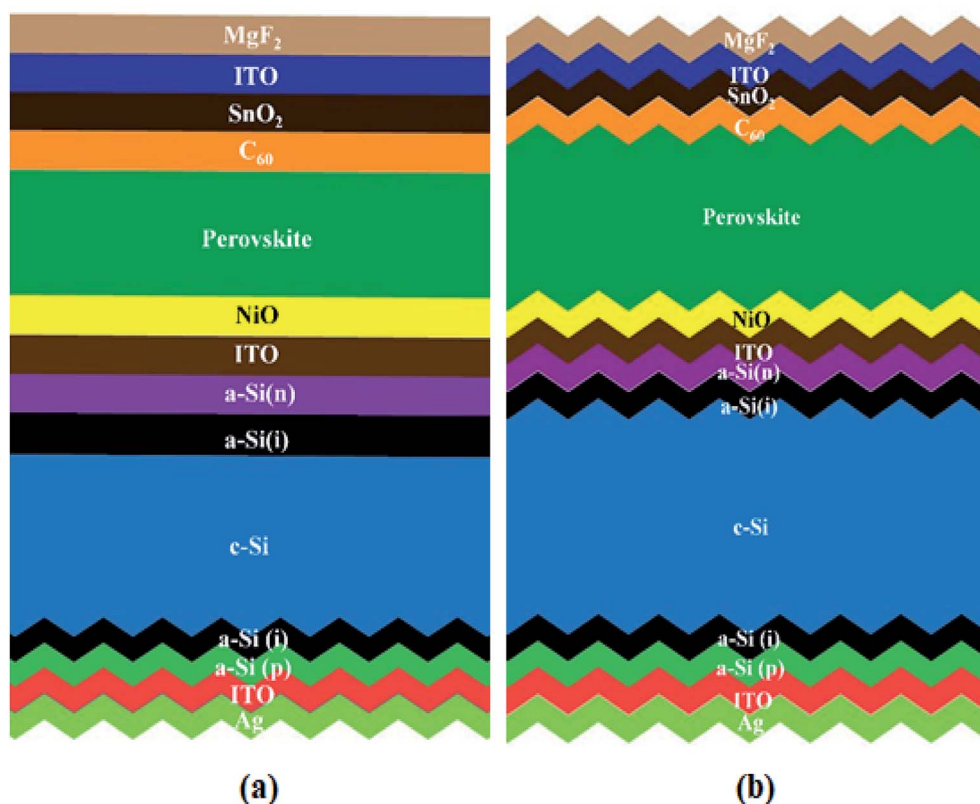 MgF₂
ITO
SnO₂
C₆₀
Perovskite
NiO
ITO
a-Si(n)
a-Si(i)
c-Si
a-Si (i)
a-Si (p)
ITO
Ag
(a)
MgF₂
ITO
SnO₂
C₆₀
Perovskite
NiO
ITO
a-Si(n)
a-Si(i)
c-Si
a-Si (i)
a-Si (p)
ITO
Ag
(b)